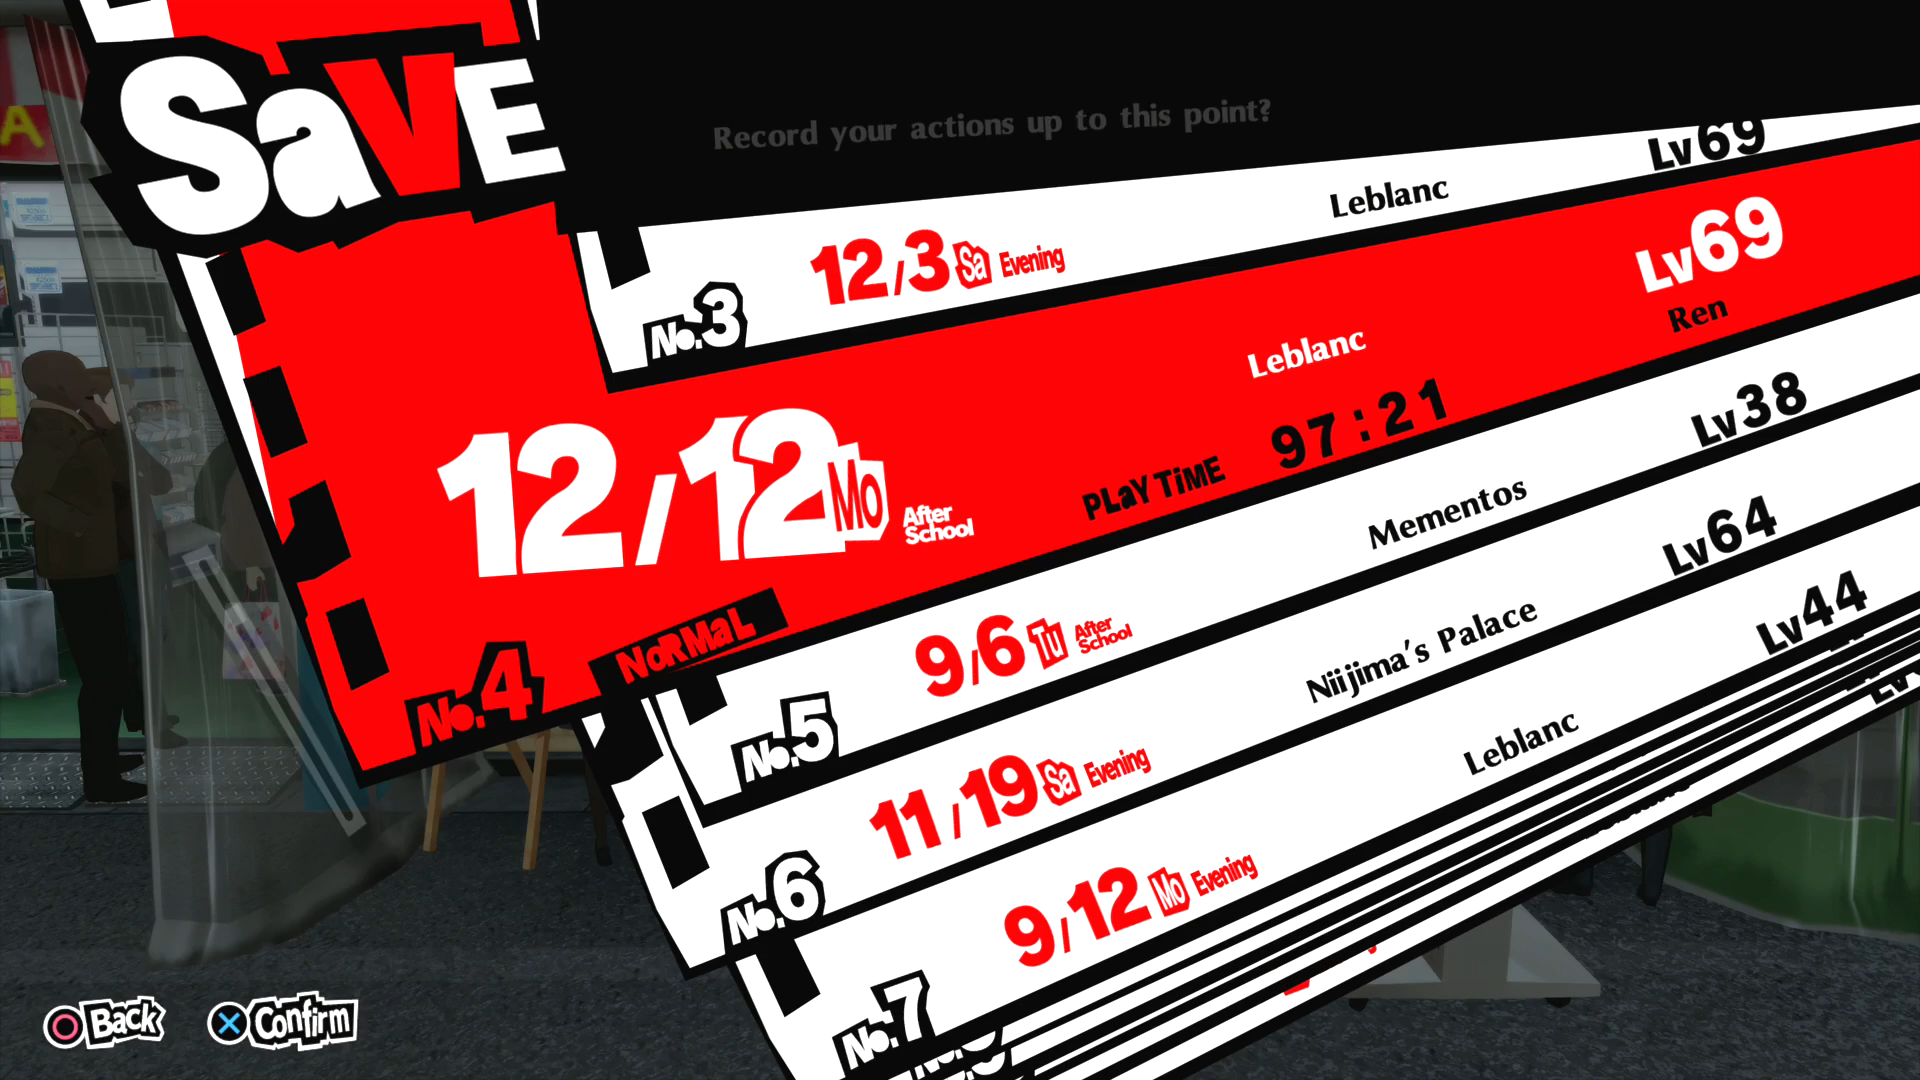 SaVE
Record your actions up to this point?
No.3 12/3 Sa Evening Leblanc Lv69
No.4 12/12 Mo After School Leblanc Lv69
Ren
PLaY TiME 97:21
NoRMaL
No.5 9/6 Tu After School Mementos Lv38
No.6 11/19 Sa Evening Niijima's Palace Lv64
No.7 9/12 Mo Evening Leblanc Lv44
A
Back Confirm